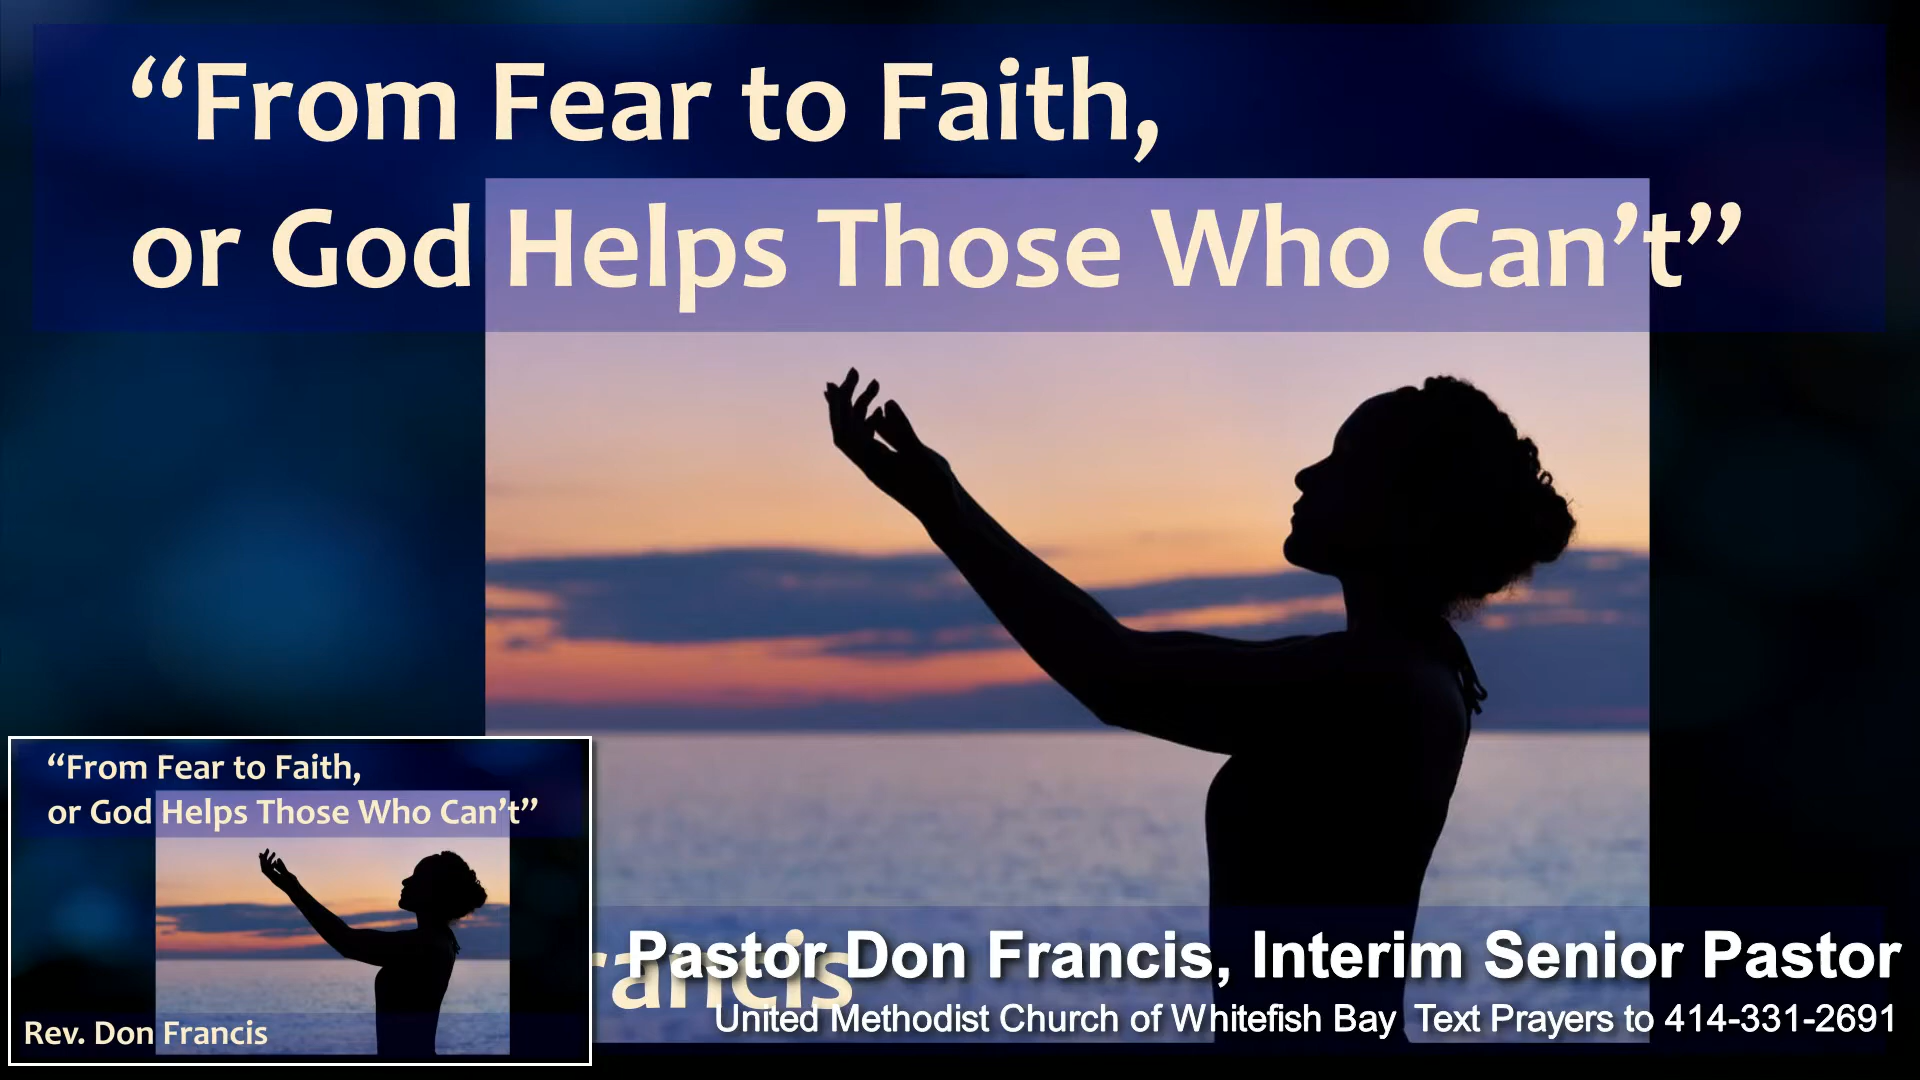 “From Fear to Faith,
or God Helps Those Who Can’t”
“From Fear to Faith,
or God Helps Those Who Can’t”
Rev. Don Francis
rancis
Pastor Don Francis, Interim Senior Pastor
United Methodist Church of Whitefish Bay Text Prayers to 414-331-2691